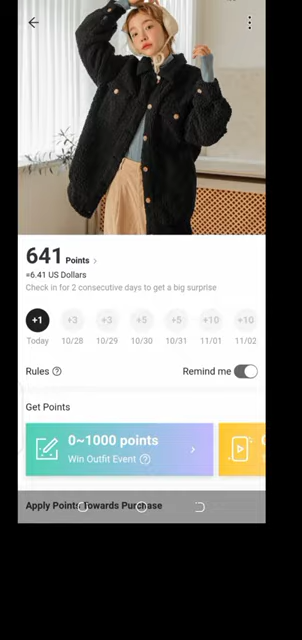 641 Points >
≈6.41 US Dollars
Check in for 2 consecutive days to get a big surprise
+1 +3 +3 +5 +5 +10 +10
Today 10/28 10/29 10/30 10/31 11/01 11/02
Rules ? Remind me
Get Points
0~1000 points
Win Outfit Event ?
Apply Points Towards Purchase